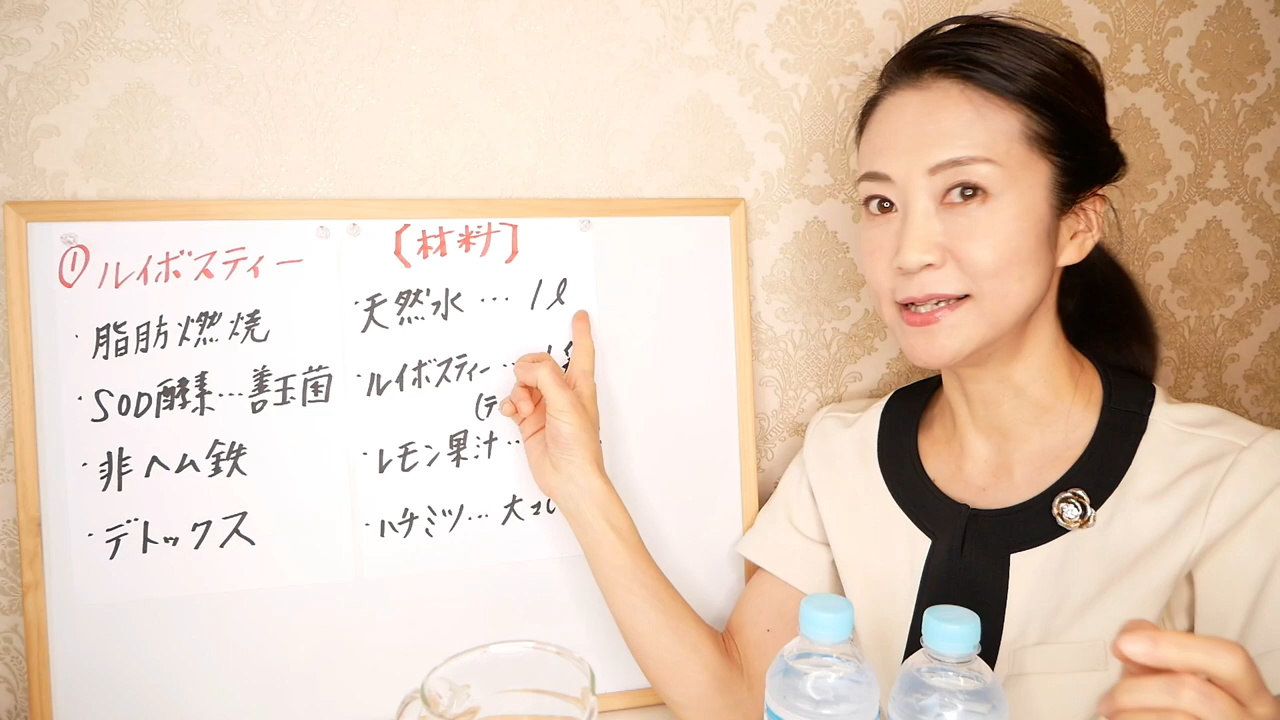 ① ルイボスティー
・脂肪燃焼
・SOD酵素…善玉菌
・非ヘム鉄
・デトックス
【材料】
・天然水… 1ℓ
・ルイボスティー…1
(テ
・レモン果汁…
・ハチミツ…大